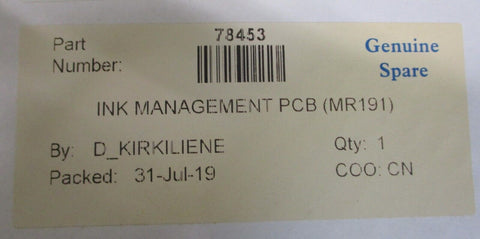 Part Number: 78453 Genuine Spare
INK MANAGEMENT PCB (MR191)
By: D_KIRKILIENE Qty: 1
Packed: 31-Jul-19 COO: CN